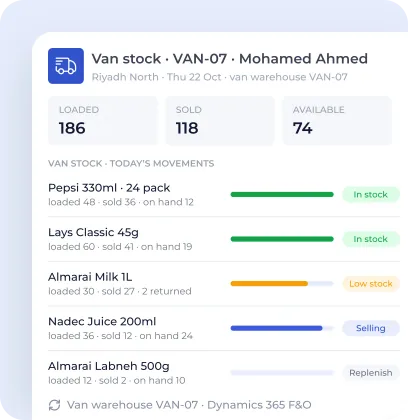 Van stock · VAN-07 · Mohamed Ahmed
Riyadh North · Thu 22 Oct · van warehouse VAN-07
LOADED
186
SOLD
118
AVAILABLE
74
VAN STOCK · TODAY'S MOVEMENTS
Pepsi 330ml · 24 pack
loaded 48 · sold 36 · on hand 12
In stock
Lays Classic 45g
loaded 60 · sold 41 · on hand 19
In stock
Almarai Milk 1L
loaded 30 · sold 27 · 2 returned
Low stock
Nadec Juice 200ml
loaded 36 · sold 12 · on hand 24
Selling
Almarai Labneh 500g
loaded 12 · sold 2 · on hand 10
Replenish
Van warehouse VAN-07 · Dynamics 365 F&O